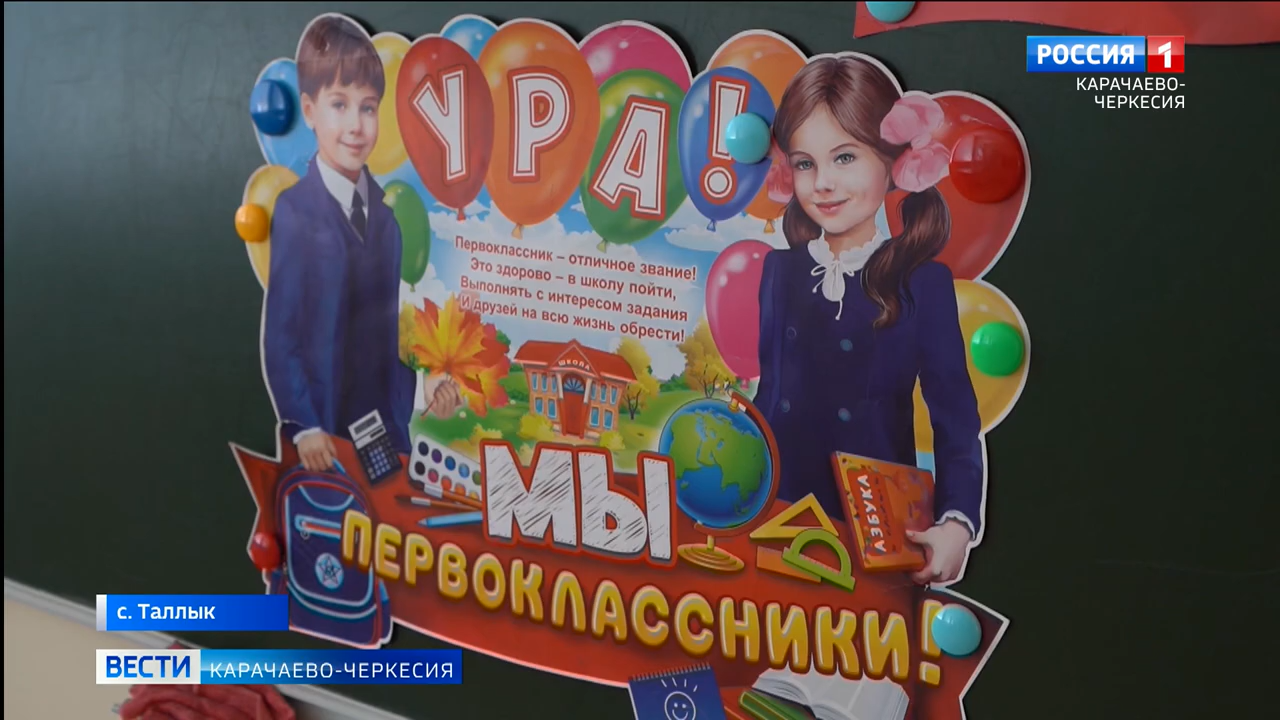 РОССИЯ 1
КАРАЧАЕВО-
ЧЕРКЕСИЯ
УРА!
Первоклассник – отличное звание!
Это здорово – в школу пойти,
Выполнять с интересом задания
И друзей на всю жизнь обрести!
ШКОЛА
МЫ
АЗБУКА
ПЕРВОКЛАССНИКИ!
с. Таллык
ВЕСТИ КАРАЧАЕВО-ЧЕРКЕСИЯ